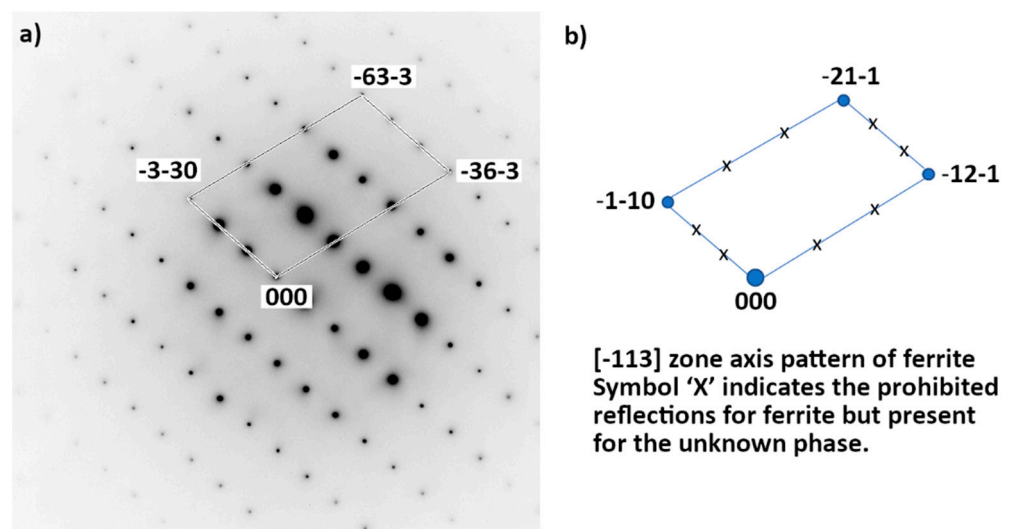 a)
-63-3
-3-30
-36-3
000
b)
-21-1
-1-10
-12-1
x
x
x
x
x
x
x
x
000
[-113] zone axis pattern of ferrite
Symbol ‘X’ indicates the prohibited
reflections for ferrite but present
for the unknown phase.